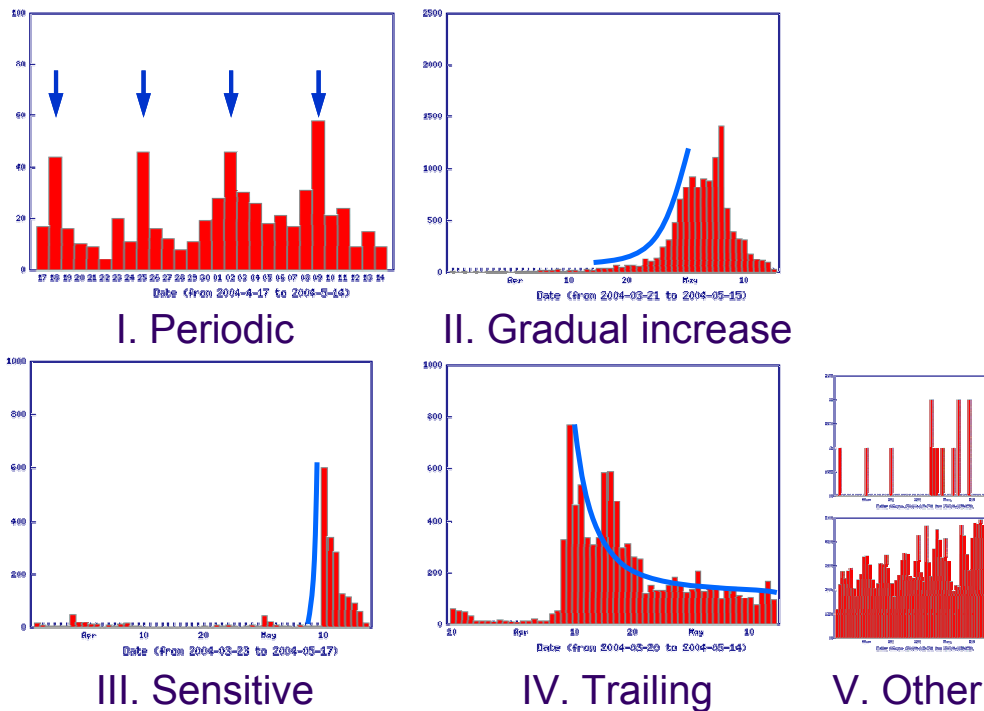 100
80
60
40
20
0
17 18 19 20 21 22 23 24 25 26 27 28 29 30 01 02 03 04 05 06 07 08 09 10 11 12 13 14
Date (from 2004-4-17 to 2004-5-14)
I. Periodic
2500
2000
1500
1000
500
0
Apr 10 20 May 10
Date (from 2004-03-21 to 2004-05-15)
II. Gradual increase
1000
800
600
400
200
0
Apr 10 20 May 10
Date (from 2004-03-23 to 2004-05-17)
III. Sensitive
1000
800
600
400
200
0
20 Apr 10 20 May 10
Date (from 2004-03-20 to 2004-05-14)
IV. Trailing
V. Other